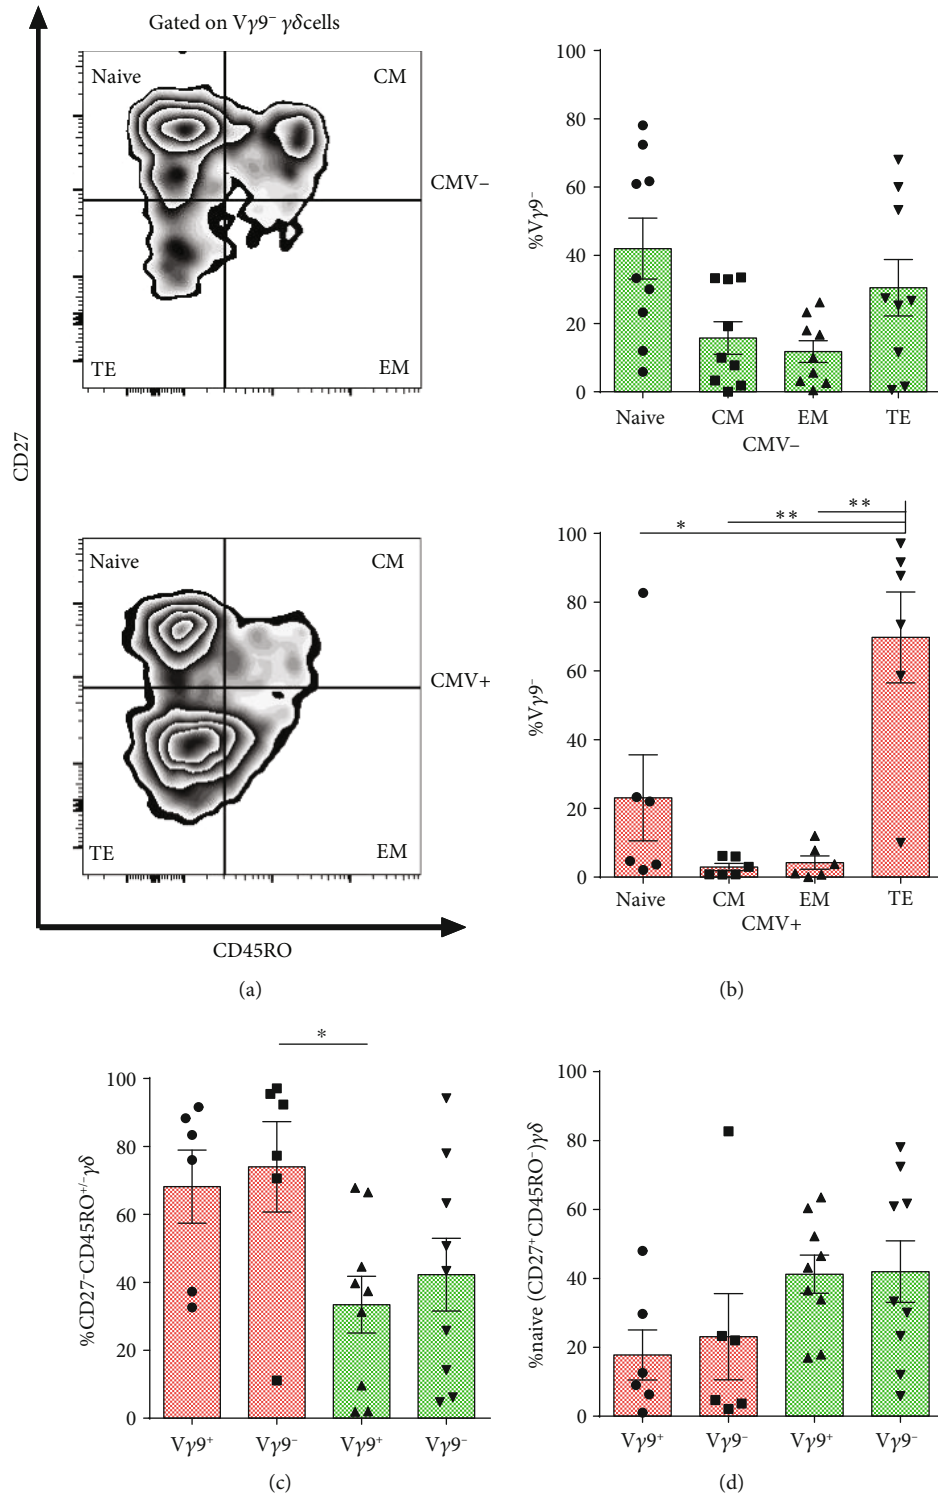 Gated on Vγ9⁻ γδcells
Naive
CM
CMV–
TE
EM
CD27
Naive
CM
CMV+
TE
EM
CD45RO
(a)
100
80
60
40
20
0
%Vγ9⁻
Naive
CM
EM
TE
CMV–
**
**
*
100
80
60
40
20
0
%Vγ9⁻
Naive
CM
EM
TE
CMV+
(b)
*
100
80
60
40
20
0
%CD27⁻CD45RO⁺/⁻γδ
Vγ9⁺
Vγ9⁻
Vγ9⁺
Vγ9⁻
(c)
100
80
60
40
20
0
%naive (CD27⁺CD45RO⁻)γδ
Vγ9⁺
Vγ9⁻
Vγ9⁺
Vγ9⁻
(d)